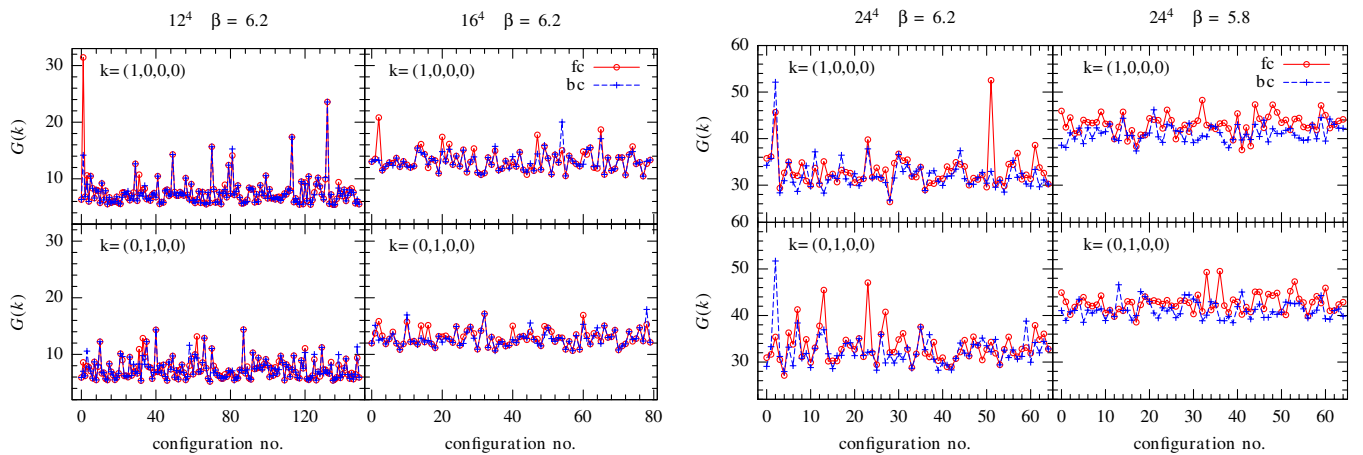 12⁴ β = 6.2
16⁴ β = 6.2
24⁴ β = 6.2
24⁴ β = 5.8
G(k)
30
20
10
k= (1,0,0,0)
k= (1,0,0,0)
fc
bc
G(k)
30
20
10
k= (0,1,0,0)
k= (0,1,0,0)
0 40 80 120
0 20 40 60 80
configuration no.
configuration no.
G(k)
60
50
40
30
60
k= (1,0,0,0)
k= (1,0,0,0)
fc
bc
G(k)
50
40
30
k= (0,1,0,0)
k= (0,1,0,0)
0 10 20 30 40 50 60
0 10 20 30 40 50 60
configuration no.
configuration no.